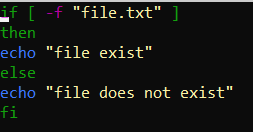 if [ -f "file.txt" ]
then
echo "file exist"
else
echo "file does not exist"
fi